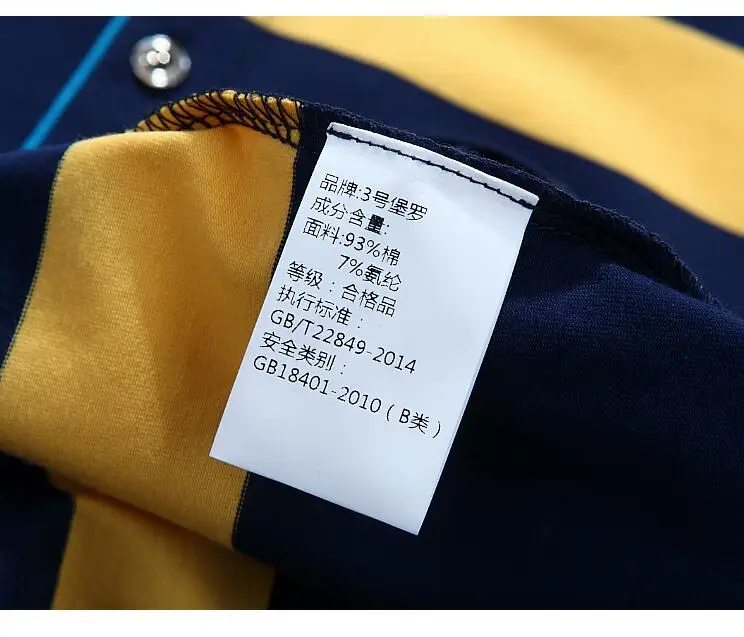 品牌:3号堡罗
成分含量:
面料:93%棉
7%氨纶
等级：合格品
执行标准：
GB/T22849-2014
安全类别：
GB18401-2010（B类）